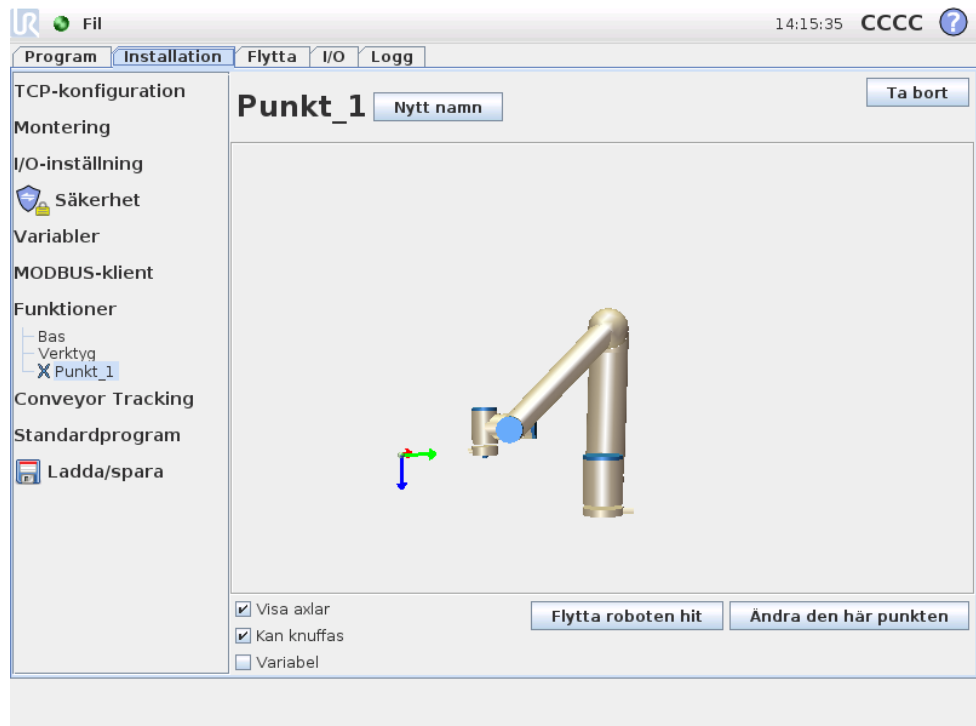 UR Fil 14:15:35 CCCC ?
Program Installation Flytta I/O Logg
TCP-konfiguration
Montering
I/O-inställning
Säkerhet
Variabler
MODBUS-klient
Funktioner
Bas
Verktyg
Punkt_1
Conveyor Tracking
Standardprogram
Ladda/spara
Punkt_1 Nytt namn Ta bort
Visa axlar
Kan knuffas
Variabel
Flytta roboten hit Ändra den här punkten